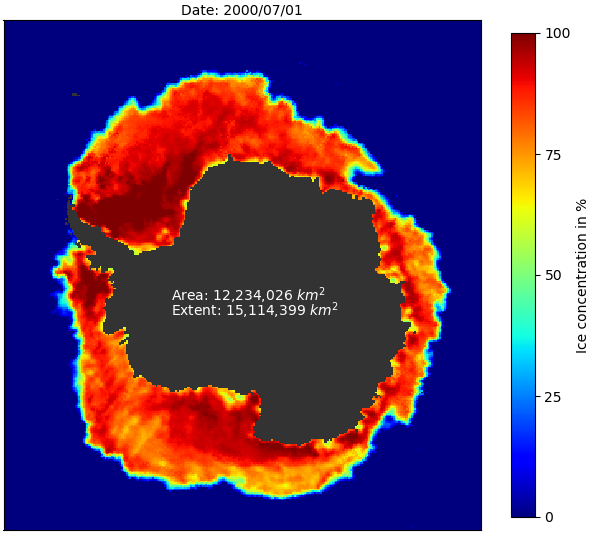 Date: 2000/07/01
Area: 12,234,026 km²
Extent: 15,114,399 km²
100
75
50
25
0
Ice concentration in %